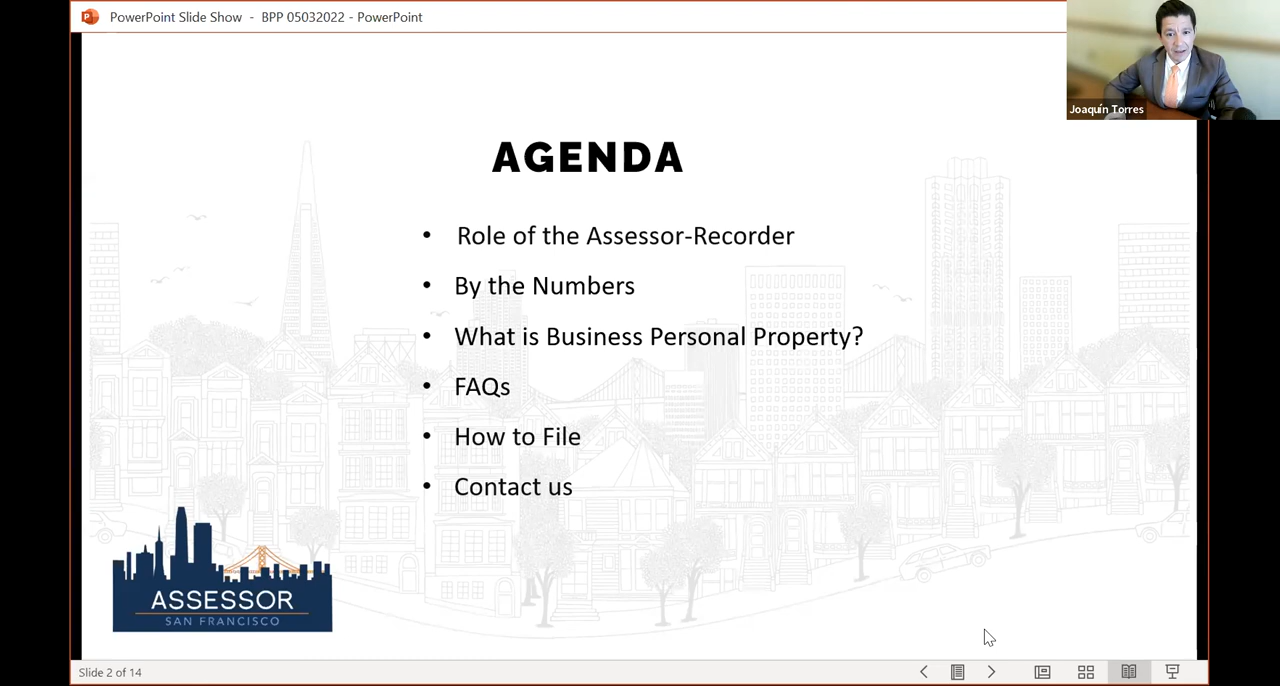 PowerPoint Slide Show - BPP 05032022 - PowerPoint
Joaquín Torres
AGENDA
• Role of the Assessor-Recorder
• By the Numbers
• What is Business Personal Property?
• FAQs
• How to File
• Contact us
ASSESSOR
SAN FRANCISCO
Slide 2 of 14